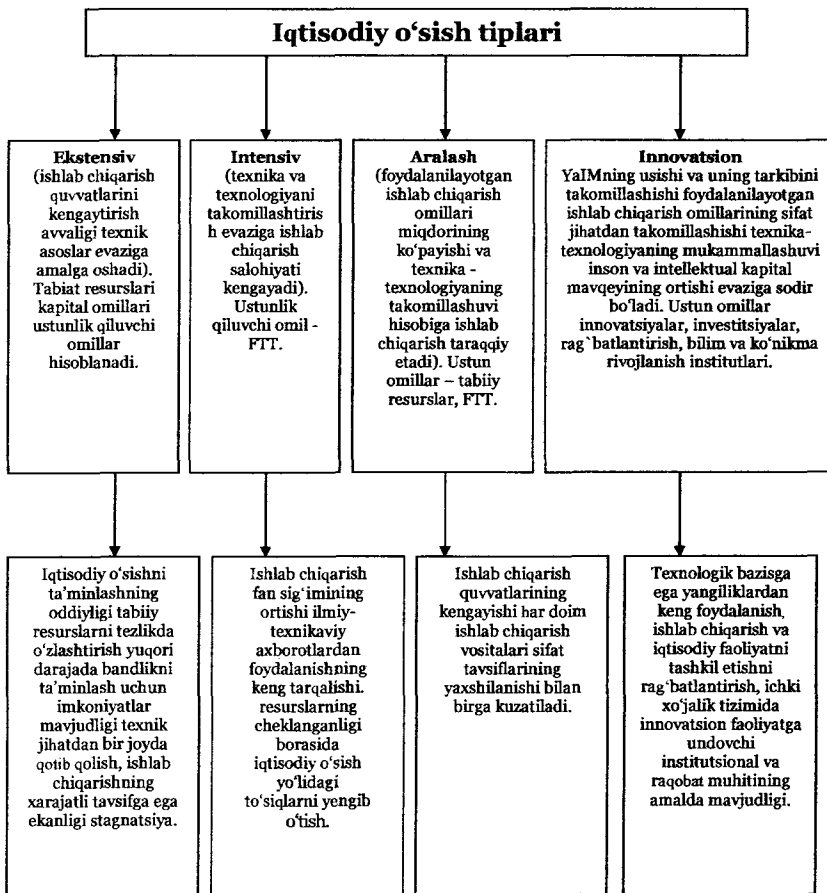 Iqtisodiy o‘sish tiplari
Ekstensiv
(ishlab chiqarish
quvvatlarini
kengaytirish
avvaligi texnik
asoslar evaziga
amalga oshadi).
Tabiat resurslari
kapital omillari
ustunlik qiluvchi
omillar
hisoblanadi.
Intensiv
(texnika va
texnologiyani
takomillashtiris
h evaziga ishlab
chiqarish
salohiyati
kengayadi).
Ustunlik
qiluvchi omil -
FTT.
Aralash
(foydalanilayotgan
ishlab chiqarish
omillari
miqdorining
ko‘payishi va
texnika -
texnologiyaning
takomillashuvi
hisobiga ishlab
chiqarish taraqqiy
etadi). Ustun
omillar – tabiiy
resurslar, FTT.
Innovatsion
YaIMning usishi va uning tarkibini
takomillashishi foydalanilayotgan
ishlab chiqarish omillarining sifat
jihatdan takomillashishi texnika-
texnologiyaning mukammallashuvi
inson va intellektual kapital
mavqeyining ortishi evaziga sodir
bo‘ladi. Ustun omillar
innovatsiyalar, investitsiyalar,
rag`batlantirish, bilim va ko‘nikma
rivojlanish institutlari.
Iqtisodiy o‘sishni
ta’minlashning
oddiyligi tabiiy
resurslarni tezlikda
o‘zlashtirish yuqori
darajada bandlikni
ta’minlash uchun
imkoniyatlar
mavjudligi texnik
jihatdan bir joyda
qotib qolish, ishlab
chiqarishning
xarajatli tavsifga ega
ekanligi stagnatsiya.
Ishlab chiqarish
fan sig‘imining
ortishi ilmiy-
texnikaviy
axborotlardan
foydalanishning
keng tarqalishi.
resurslarning
cheklanganligi
borasida
iqtisodiy o‘sish
yo‘lidagi
to‘siqlarni yengib
o‘tish.
Ishlab chiqarish
quvvatlarining
kengayishi har doim
ishlab chiqarish
vositalari sifat
tavsiflarining
yaxshilanishi bilan
birga kuzatiladi.
Texnologik bazisga
ega yangiliklardan
keng foydalanish,
ishlab chiqarish va
iqtisodiy faoliyatni
tashkil etishni
rag‘batlantirish, ichki
xo‘jalik tizimida
innovatsion faoliyatga
undovchi
institutsional va
raqobat muhitining
amalda mavjudligi.